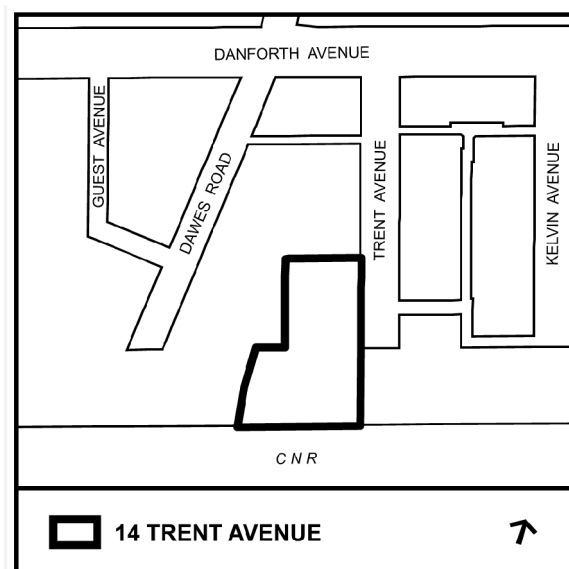 DANFORTH AVENUE
GUEST AVENUE
DAWES ROAD
TRENT AVENUE
KELVIN AVENUE
CNR
14 TRENT AVENUE